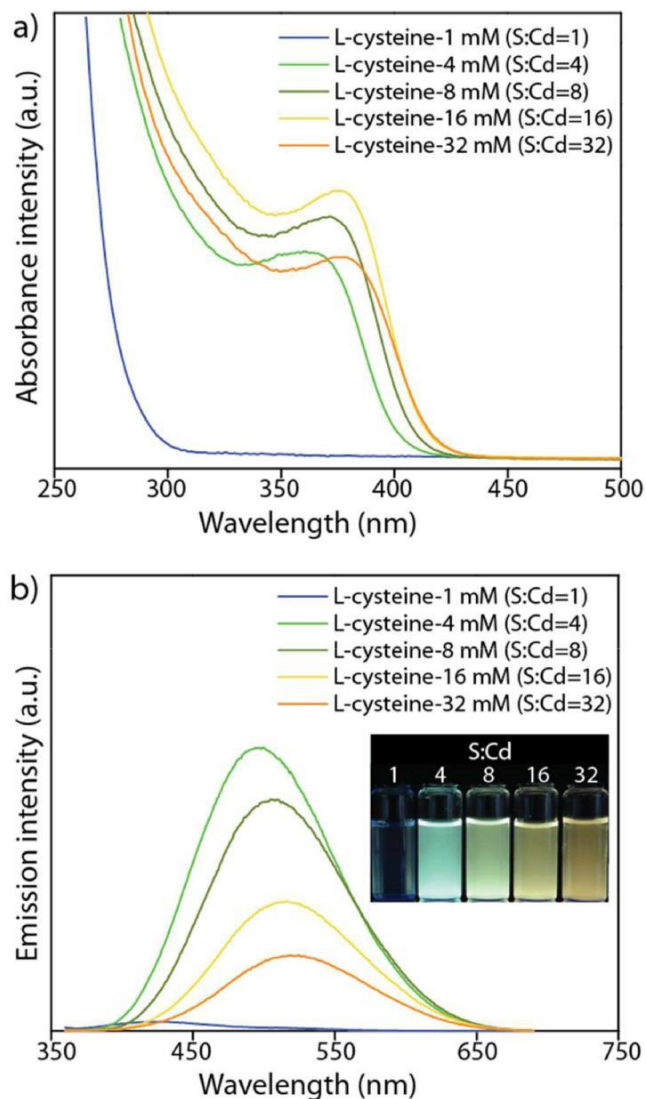 a)
L-cysteine-1 mM (S:Cd=1)
L-cysteine-4 mM (S:Cd=4)
L-cysteine-8 mM (S:Cd=8)
L-cysteine-16 mM (S:Cd=16)
L-cysteine-32 mM (S:Cd=32)
Absorbance intensity (a.u.)
250 300 350 400 450 500
Wavelength (nm)
b)
L-cysteine-1 mM (S:Cd=1)
L-cysteine-4 mM (S:Cd=4)
L-cysteine-8 mM (S:Cd=8)
L-cysteine-16 mM (S:Cd=16)
L-cysteine-32 mM (S:Cd=32)
Emission intensity (a.u.)
S:Cd
1 4 8 16 32
350 450 550 650 750
Wavelength (nm)